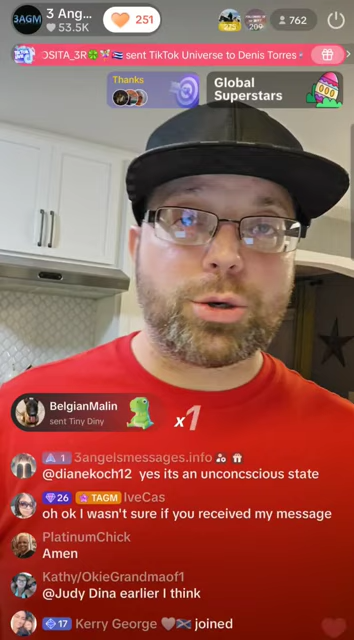 3AGM
3 Ang...
53.5K
251
200
762
OSITA_3R🍀 sent TikTok Universe to Denis Torres
Thanks
Global
Superstars
BelgianMalin
sent Tiny Diny
x1
1 3angelsmessages.info
@dianekoch12 yes its an unconcscious state
26 TAGM IveCas
oh ok I wasn't sure if you received my message
PlatinumChick
Amen
Kathy/OkieGrandmaof1
@Judy Dina earlier I think
17 Kerry George joined